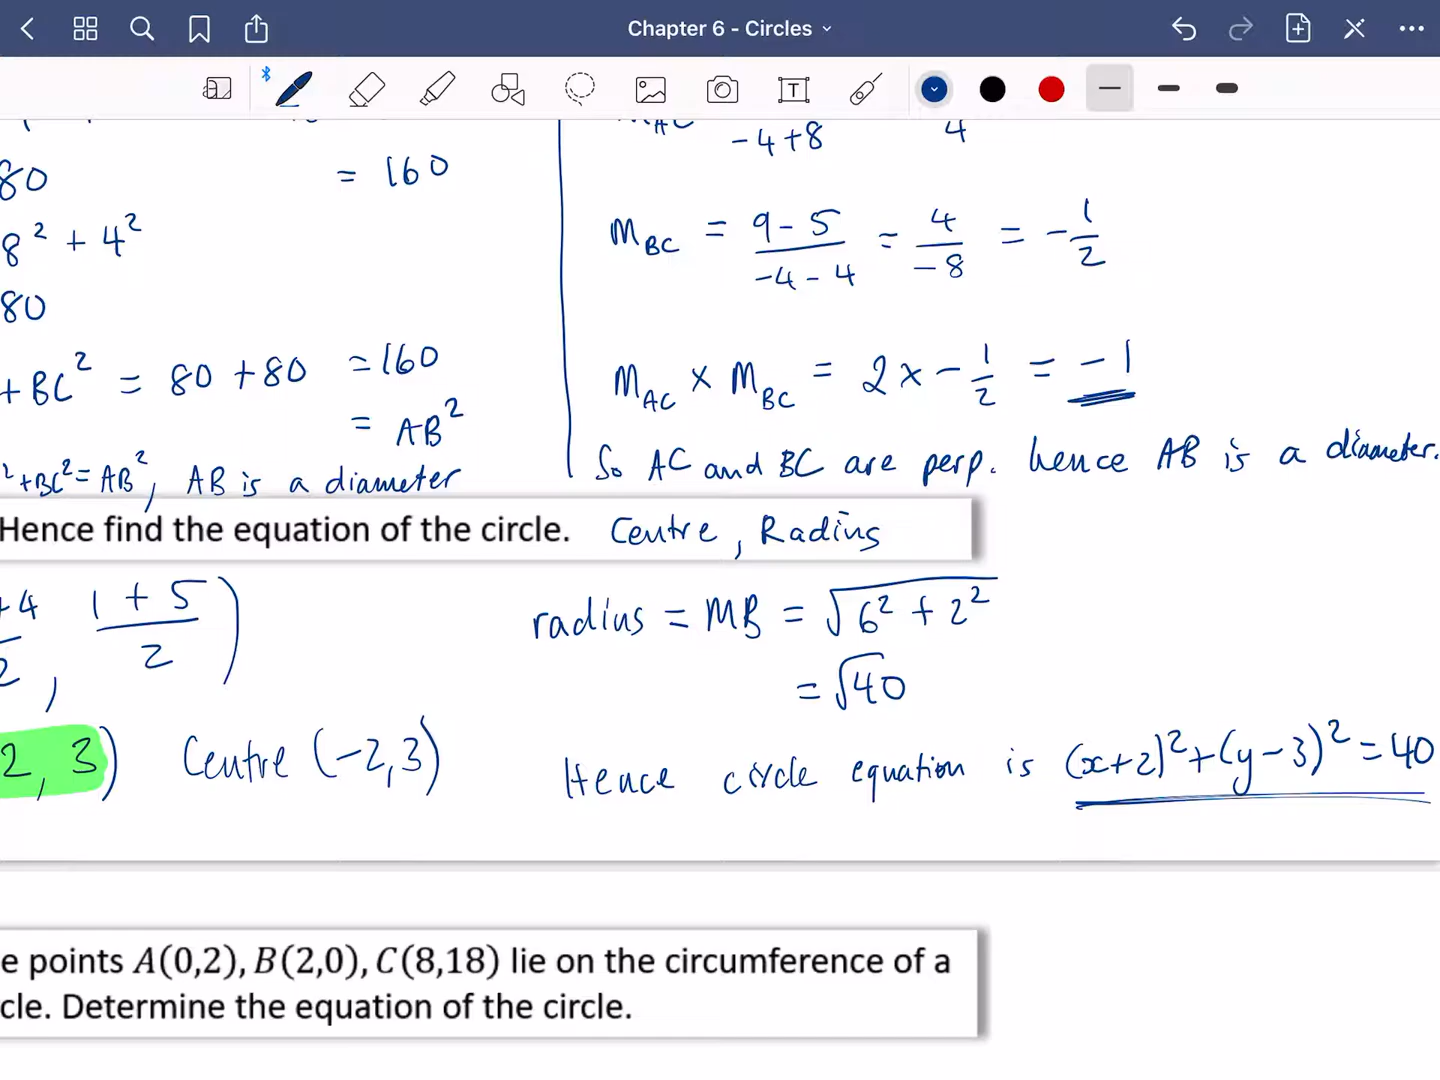 Chapter 6 - Circles
80
= 160
8² + 4²
80
+ BC² = 80 + 80 = 160
= AB²
² + BC² = AB², AB is a diameter
-4+8
4
m_BC = 9 - 5 / -4 - 4 = 4 / -8 = -1/2
m_AC × m_BC = 2 × -1/2 = -1
So AC and BC are perp. hence AB is a diameter.
Hence find the equation of the circle. Centre, Radius
+4 / 2, 1 + 5 / 2)
radius = MB = √6² + 2²
= √40
2, 3) Centre (-2,3)
Hence circle equation is (x+2)² + (y-3)² = 40
e points A(0,2), B(2,0), C(8,18) lie on the circumference of a
cle. Determine the equation of the circle.